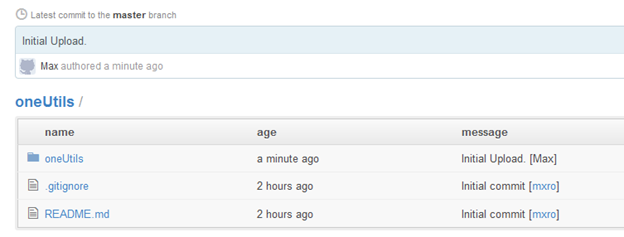 Latest commit to the master branch
Initial Upload.
Max authored a minute ago
oneUtils /
name age message
oneUtils a minute ago Initial Upload. [Max]
.gitignore 2 hours ago Initial commit [mxro]
README.md 2 hours ago Initial commit [mxro]